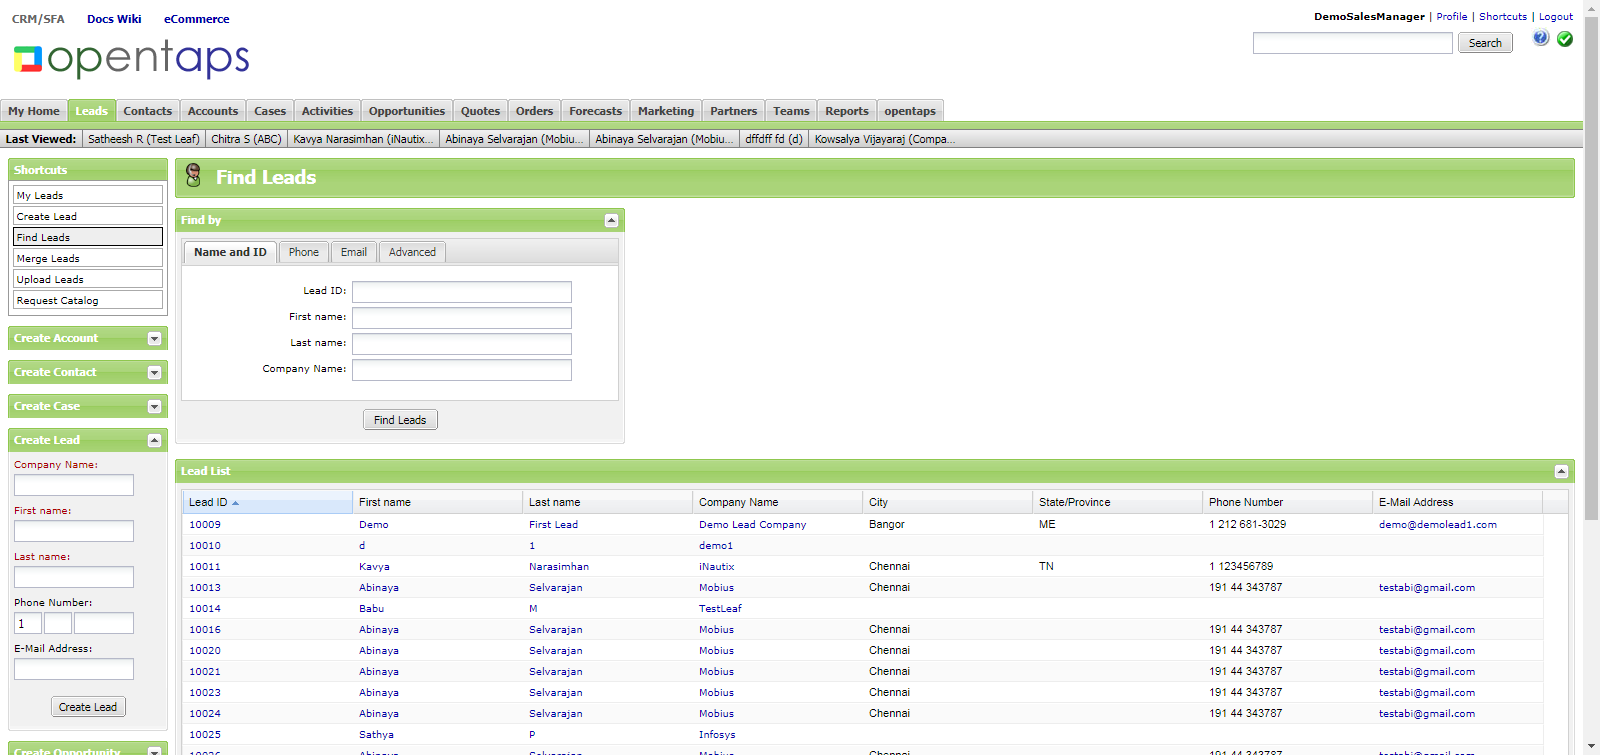 CRM/SFA Docs Wiki eCommerce
DemoSalesManager | Profile | Shortcuts | Logout
opentaps
Search
My Home Leads Contacts Accounts Cases Activities Opportunities Quotes Orders Forecasts Marketing Partners Teams Reports opentaps
Last Viewed: Satheesh R (Test Leaf) Chitra S (ABC) Kavya Narasimhan (iNautix... Abinaya Selvarajan (Mobiu... Abinaya Selvarajan (Mobiu... dffdff fd (d) Kowsalya Vijayaraj (Compa...
Shortcuts
My Leads
Create Lead
Find Leads
Merge Leads
Upload Leads
Request Catalog
Create Account
Create Contact
Create Case
Create Lead
Company Name:
First name:
Last name:
Phone Number:
1
E-Mail Address:
Create Lead
Create Opportunity
Find Leads
Find by
Name and ID Phone Email Advanced
Lead ID:
First name:
Last name:
Company Name:
Find Leads
Lead List
Lead ID First name Last name Company Name City State/Province Phone Number E-Mail Address
10009 Demo First Lead Demo Lead Company Bangor ME 1 212 681-3029 demo@demolead1.com
10010 d 1 demo1
10011 Kavya Narasimhan iNautix Chennai TN 1 123456789
10013 Abinaya Selvarajan Mobius Chennai 191 44 343787 testabi@gmail.com
10014 Babu M TestLeaf
10016 Abinaya Selvarajan Mobius Chennai 191 44 343787 testabi@gmail.com
10020 Abinaya Selvarajan Mobius Chennai 191 44 343787 testabi@gmail.com
10021 Abinaya Selvarajan Mobius Chennai 191 44 343787 testabi@gmail.com
10023 Abinaya Selvarajan Mobius Chennai 191 44 343787 testabi@gmail.com
10024 Abinaya Selvarajan Mobius Chennai 191 44 343787 testabi@gmail.com
10025 Sathya P Infosys
10026 Abinaya Selvarajan Mobius Chennai 191 44 343787 testabi@gmail.com